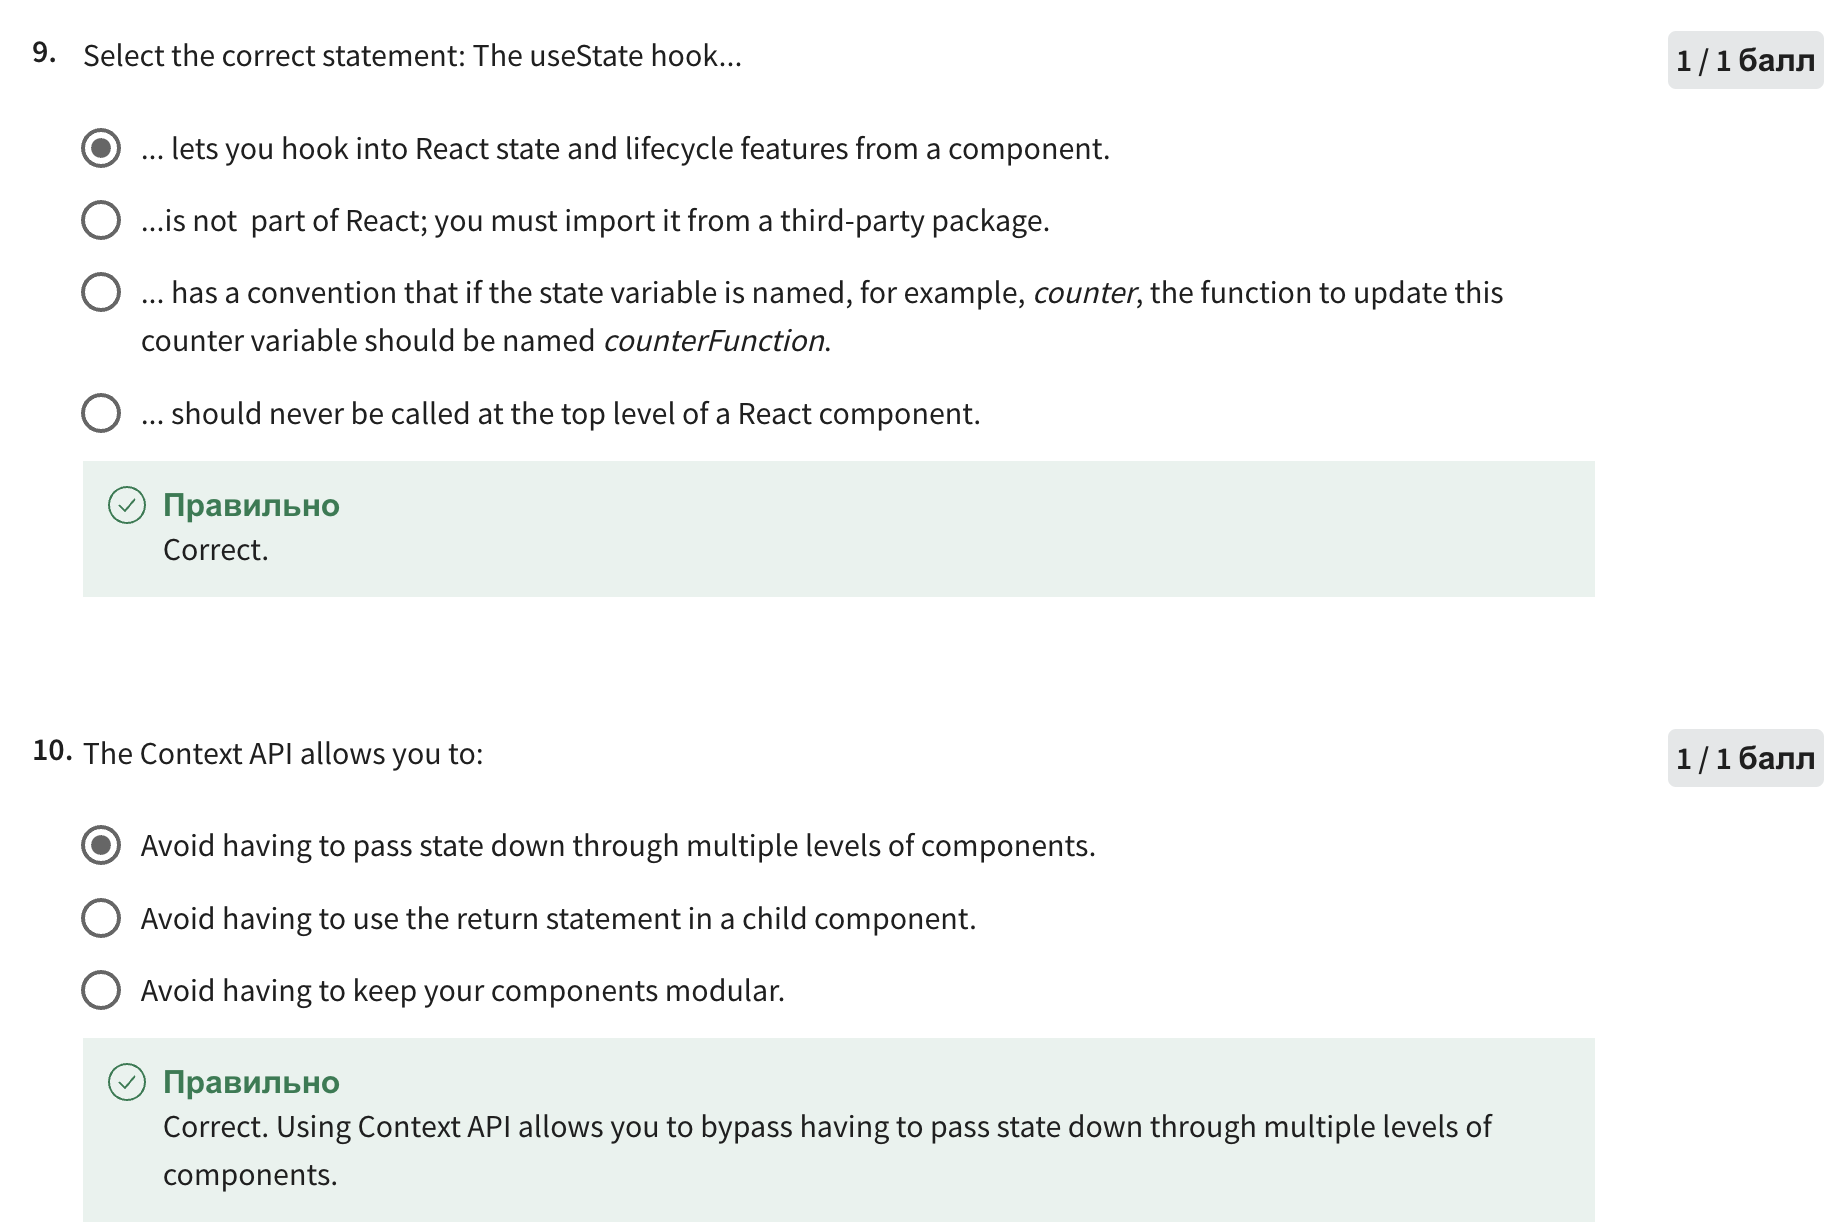 9. Select the correct statement: The useState hook...
1 / 1 балл
... lets you hook into React state and lifecycle features from a component.
...is not  part of React; you must import it from a third-party package.
... has a convention that if the state variable is named, for example, counter, the function to update this
counter variable should be named counterFunction.
... should never be called at the top level of a React component.
Правильно
Correct.
10. The Context API allows you to:
1 / 1 балл
Avoid having to pass state down through multiple levels of components.
Avoid having to use the return statement in a child component.
Avoid having to keep your components modular.
Правильно
Correct. Using Context API allows you to bypass having to pass state down through multiple levels of
components.